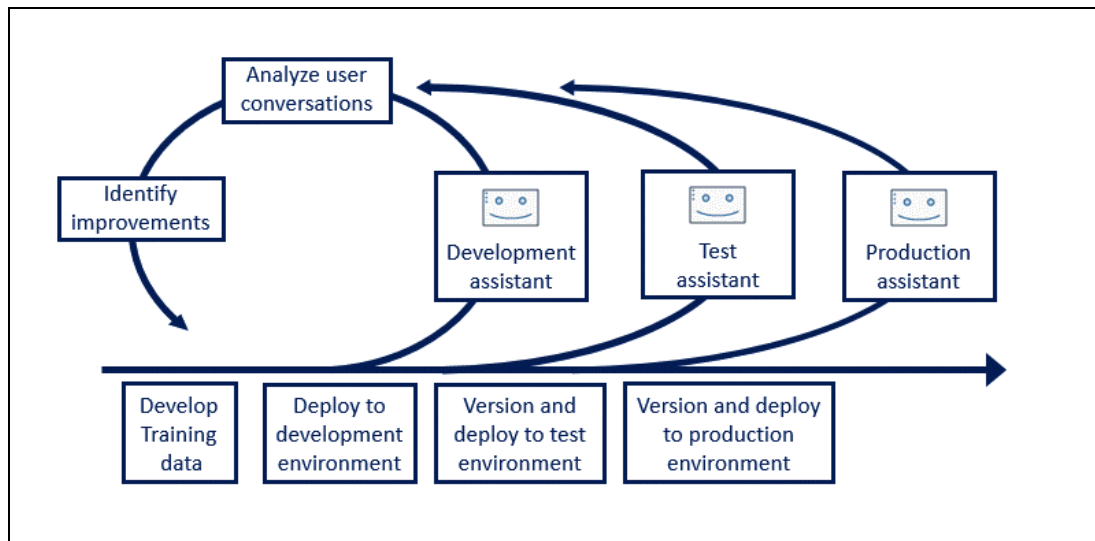 Analyze user
conversations
Identify
improvements
Development
assistant
Test
assistant
Production
assistant
Develop
Training
data
Deploy to
development
environment
Version and
deploy to test
environment
Version and deploy
to production
environment